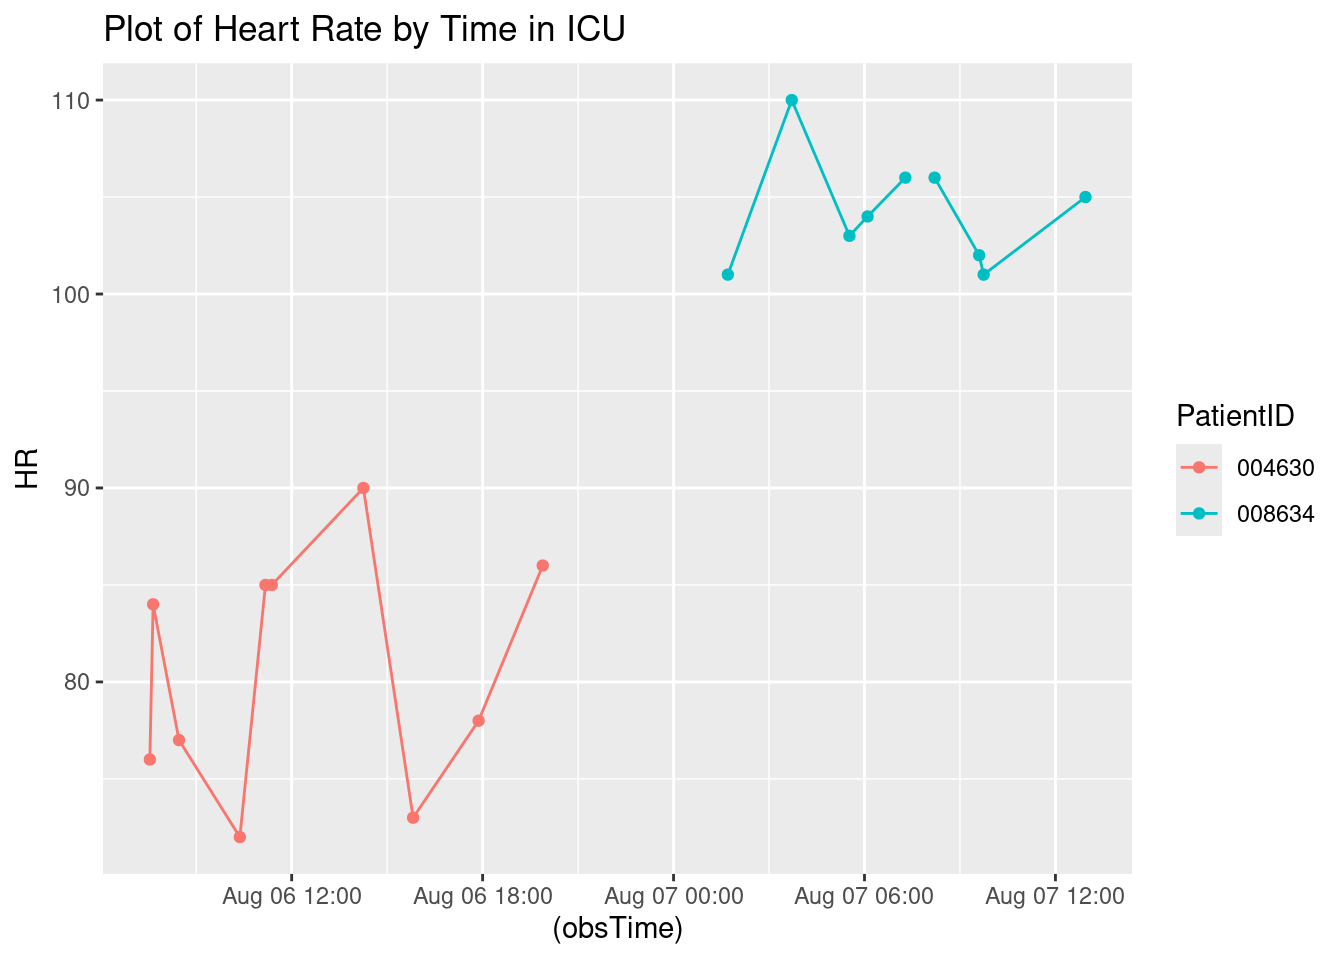 Plot of Heart Rate by Time in ICU
110
100
90
80
HR
Aug 06 12:00
Aug 06 18:00
Aug 07 00:00
Aug 07 06:00
Aug 07 12:00
(obsTime)
PatientID
004630
008634